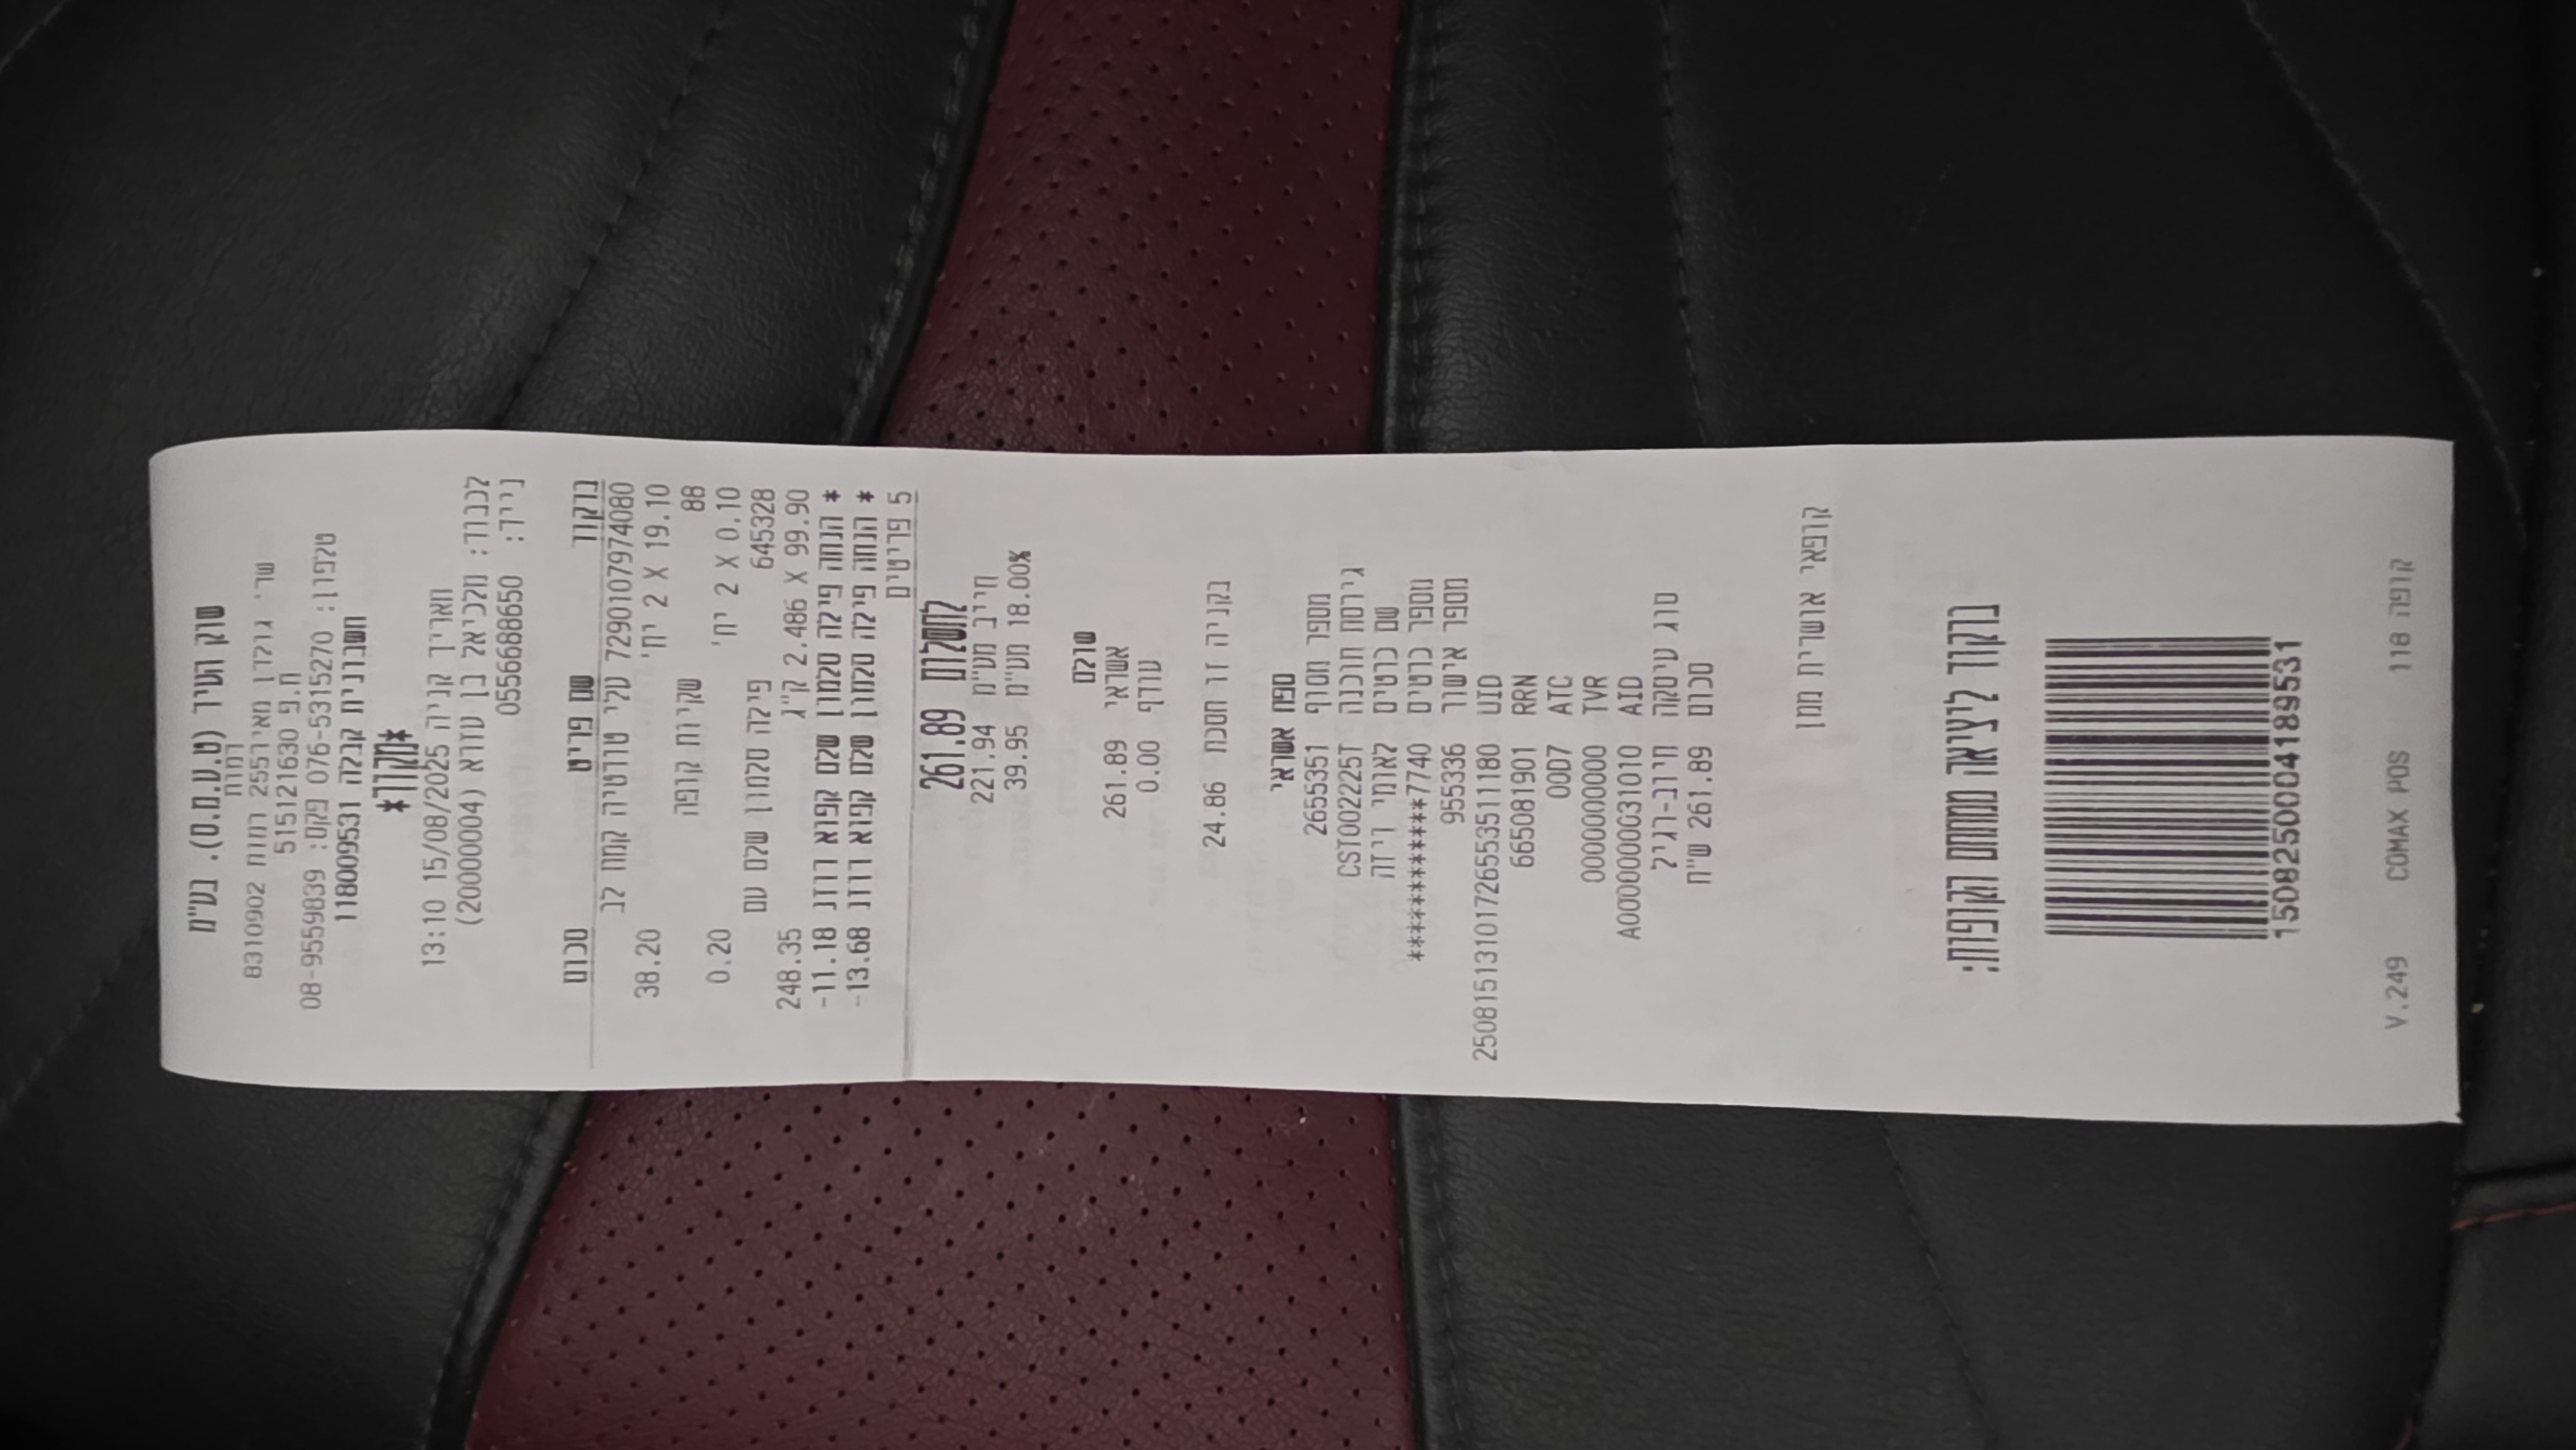 שוק העיר (ט.ע.מ.ס). בע"מ
רמות
שד. גולדן מאיר255 רמות 8310902
ח.פ 515121630
טלפון: 076-5315270 פקס: 08-9559839
חשבונית קבלה 118009531
*מקור*
תאריך קניה 15/08/2025 13:10
לכבוד: מלכיאל בן עזרא (20000004)
נייד: 0556688650
ברקוד שם פריט סכום
7290107974080 עלי טורטיה קמח לב
19.10 X 2 יח' 38.20
88 שקיות קופה
0.10 X 2 יח' 0.20
645328 פילה סלמון שלם עם
99.90 X 2.486 ק"ג 248.35
* הנחה פילה סלמון שלם קפוא רוזנ 11.18-
* הנחה פילה סלמון שלם קפוא רוזנ 13.68-
5 פריטים
לתשלום 261.89
חייב מע"מ 221.94
18.00% מע"מ 39.95
שולם
אשראי 261.89
עודף 0.00
בקניה זו חסכת 24.86
ספח אשראי
מספר מסוף 2655351
גירסת תוכנה CST002225T
שם כרטיס לאומי ויזה
מספר כרטיס ************7740
מספר אישור 955336
UID 25081513101726553511180
RRN 665081901
ATC 00D7
TVR 0000000000
AID A0000000031010
סוג עיסקה חיוב-רגיל
סכום 261.89 ש"ח
קופאי אושרית ממן
ברקוד ליציאה ממתחם הקופות:
1508250004189531
קופה 118 COMAX POS V.249